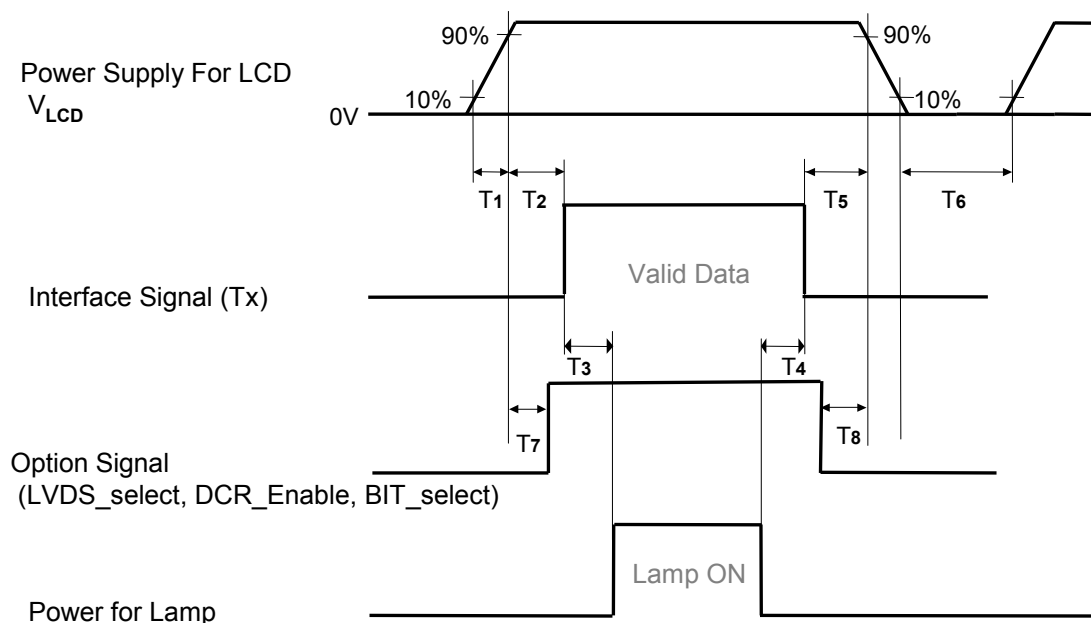 90%
90%
Power Supply For LCD
VLCD
10%
10%
0V
T1
T2
T5
T6
Valid Data
Interface Signal (Tx)
T3
T4
T7
T8
Option Signal
(LVDS_select, DCR_Enable, BIT_select)
Lamp ON
Power for Lamp